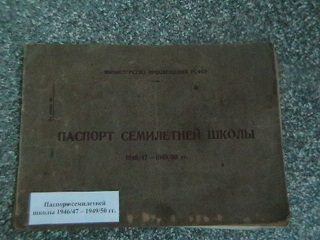 МИНИСТЕРСТВО ПРОСВЕЩЕНИЯ РСФСР
ПАСПОРТ СЕМИЛЕТНЕЙ ШКОЛЫ
1946/47 — 1949/50 гг.
Паспорт семилетней
школы 1946/47 – 1949/50 гг.